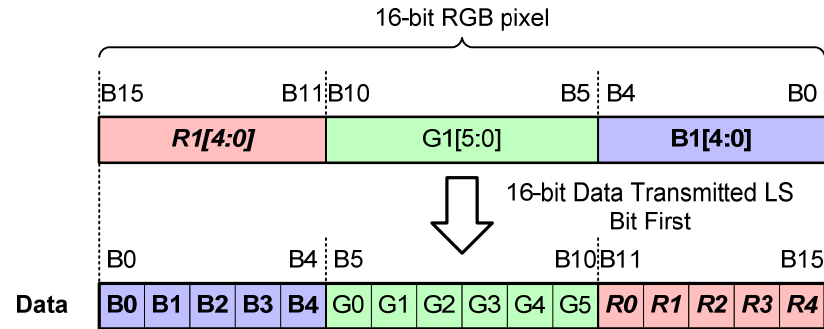 16-bit RGB pixel
B15 B11 B10 B5 B4 B0
R1[4:0] G1[5:0] B1[4:0]
16-bit Data Transmitted LS
Bit First
B0 B4 B5 B10 B11 B15
Data B0 B1 B2 B3 B4 G0 G1 G2 G3 G4 G5 R0 R1 R2 R3 R4